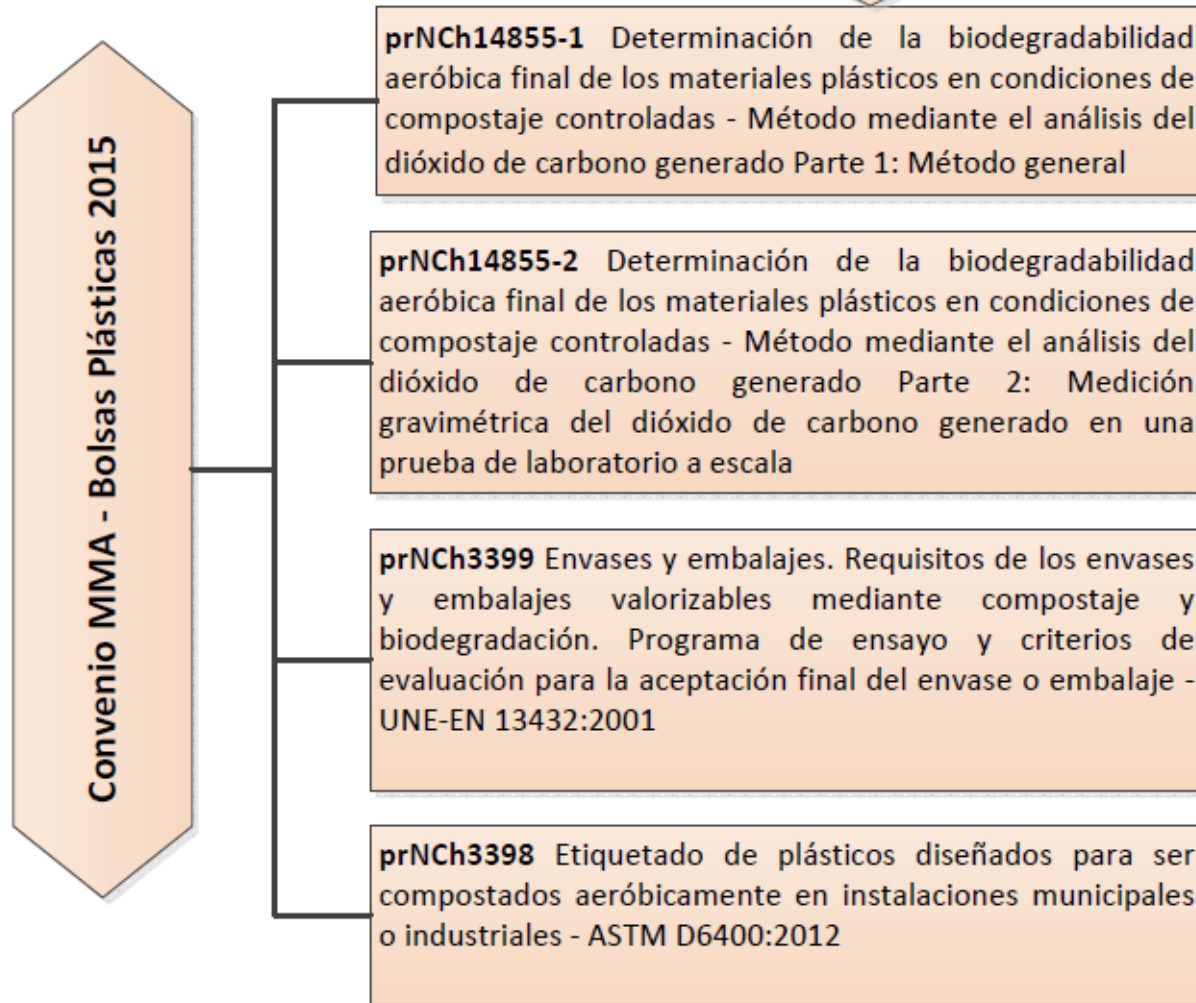 Convenio MMA - Bolsas Plásticas 2015
prNCh14855-1 Determinación de la biodegradabilidad
aeróbica final de los materiales plásticos en condiciones de
compostaje controladas - Método mediante el análisis del
dióxido de carbono generado Parte 1: Método general
prNCh14855-2 Determinación de la biodegradabilidad
aeróbica final de los materiales plásticos en condiciones de
compostaje controladas - Método mediante el análisis del
dióxido de carbono generado Parte 2: Medición
gravimétrica del dióxido de carbono generado en una
prueba de laboratorio a escala
prNCh3399 Envases y embalajes. Requisitos de los envases
y embalajes valorizables mediante compostaje y
biodegradación. Programa de ensayo y criterios de
evaluación para la aceptación final del envase o embalaje -
UNE-EN 13432:2001
prNCh3398 Etiquetado de plásticos diseñados para ser
compostados aeróbicamente en instalaciones municipales
o industriales - ASTM D6400:2012